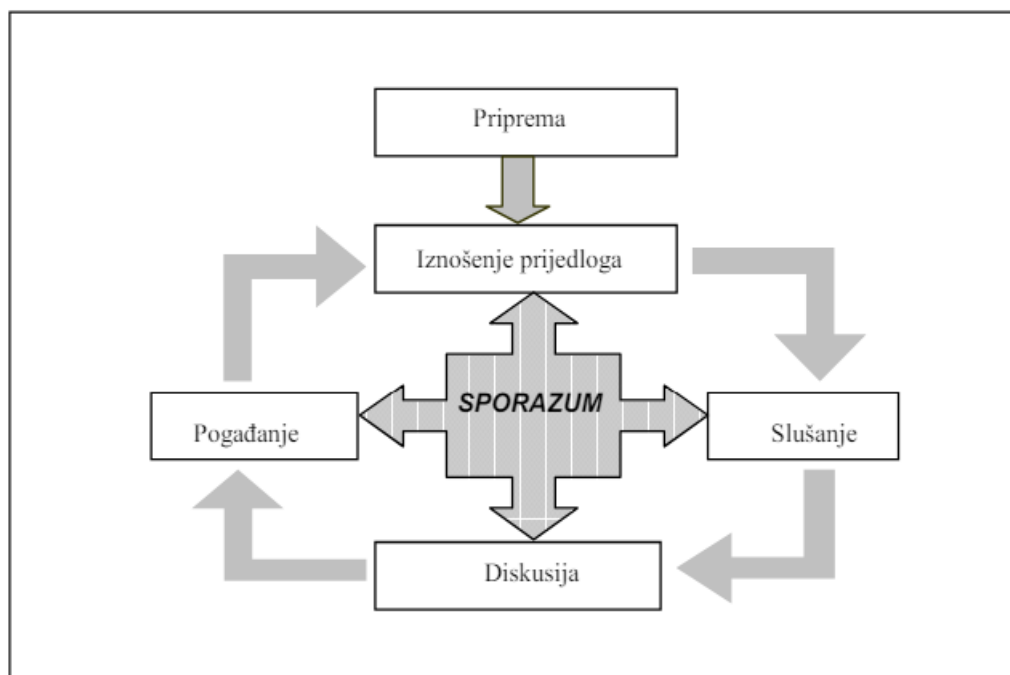 Priprema
Iznošenje prijedloga
SPORAZUM
Pogađanje
Slušanje
Diskusija